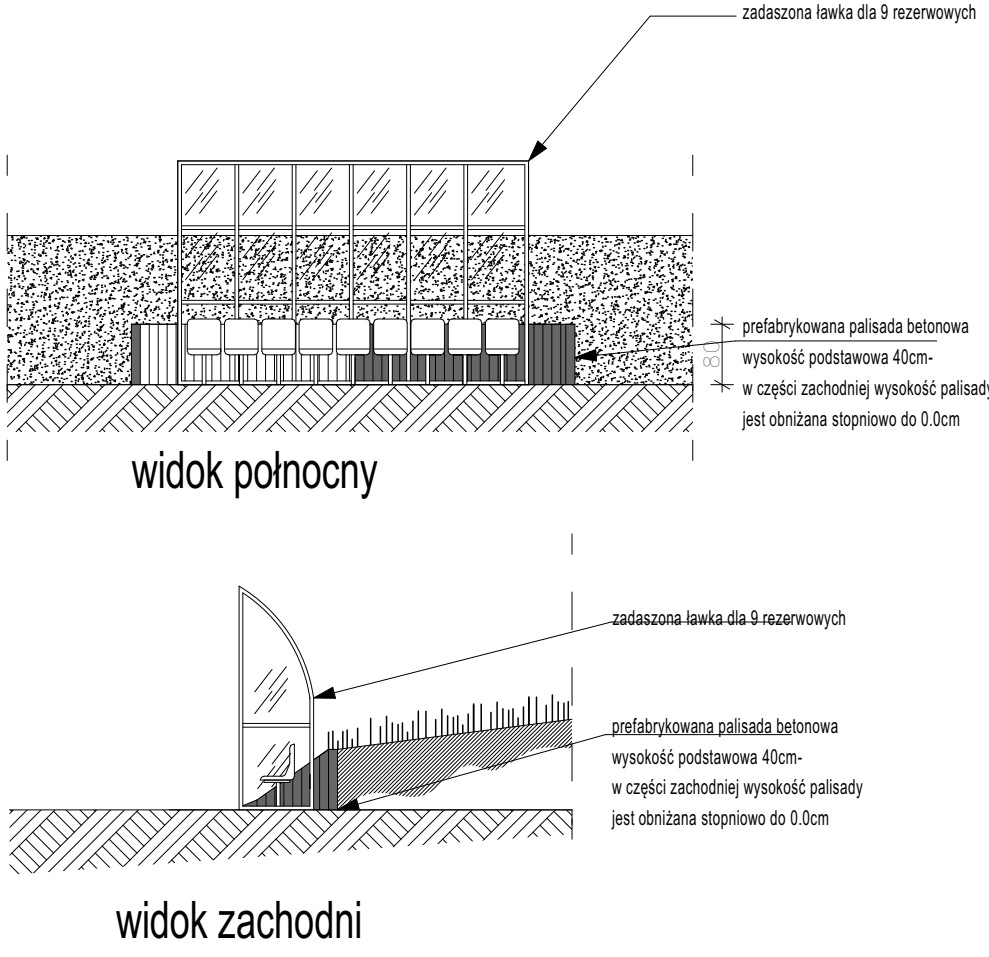 zadaszona ławka dla 9 rezerwowych
prefabrykowana palisada betonowa
wysokość podstawowa 40cm-
w części zachodniej wysokość palisady
jest obniżana stopniowo do 0.0cm
80
widok połnocny
zadaszona ławka dla 9 rezerwowych
prefabrykowana palisada betonowa
wysokość podstawowa 40cm-
w części zachodniej wysokość palisady
jest obniżana stopniowo do 0.0cm
widok zachodni